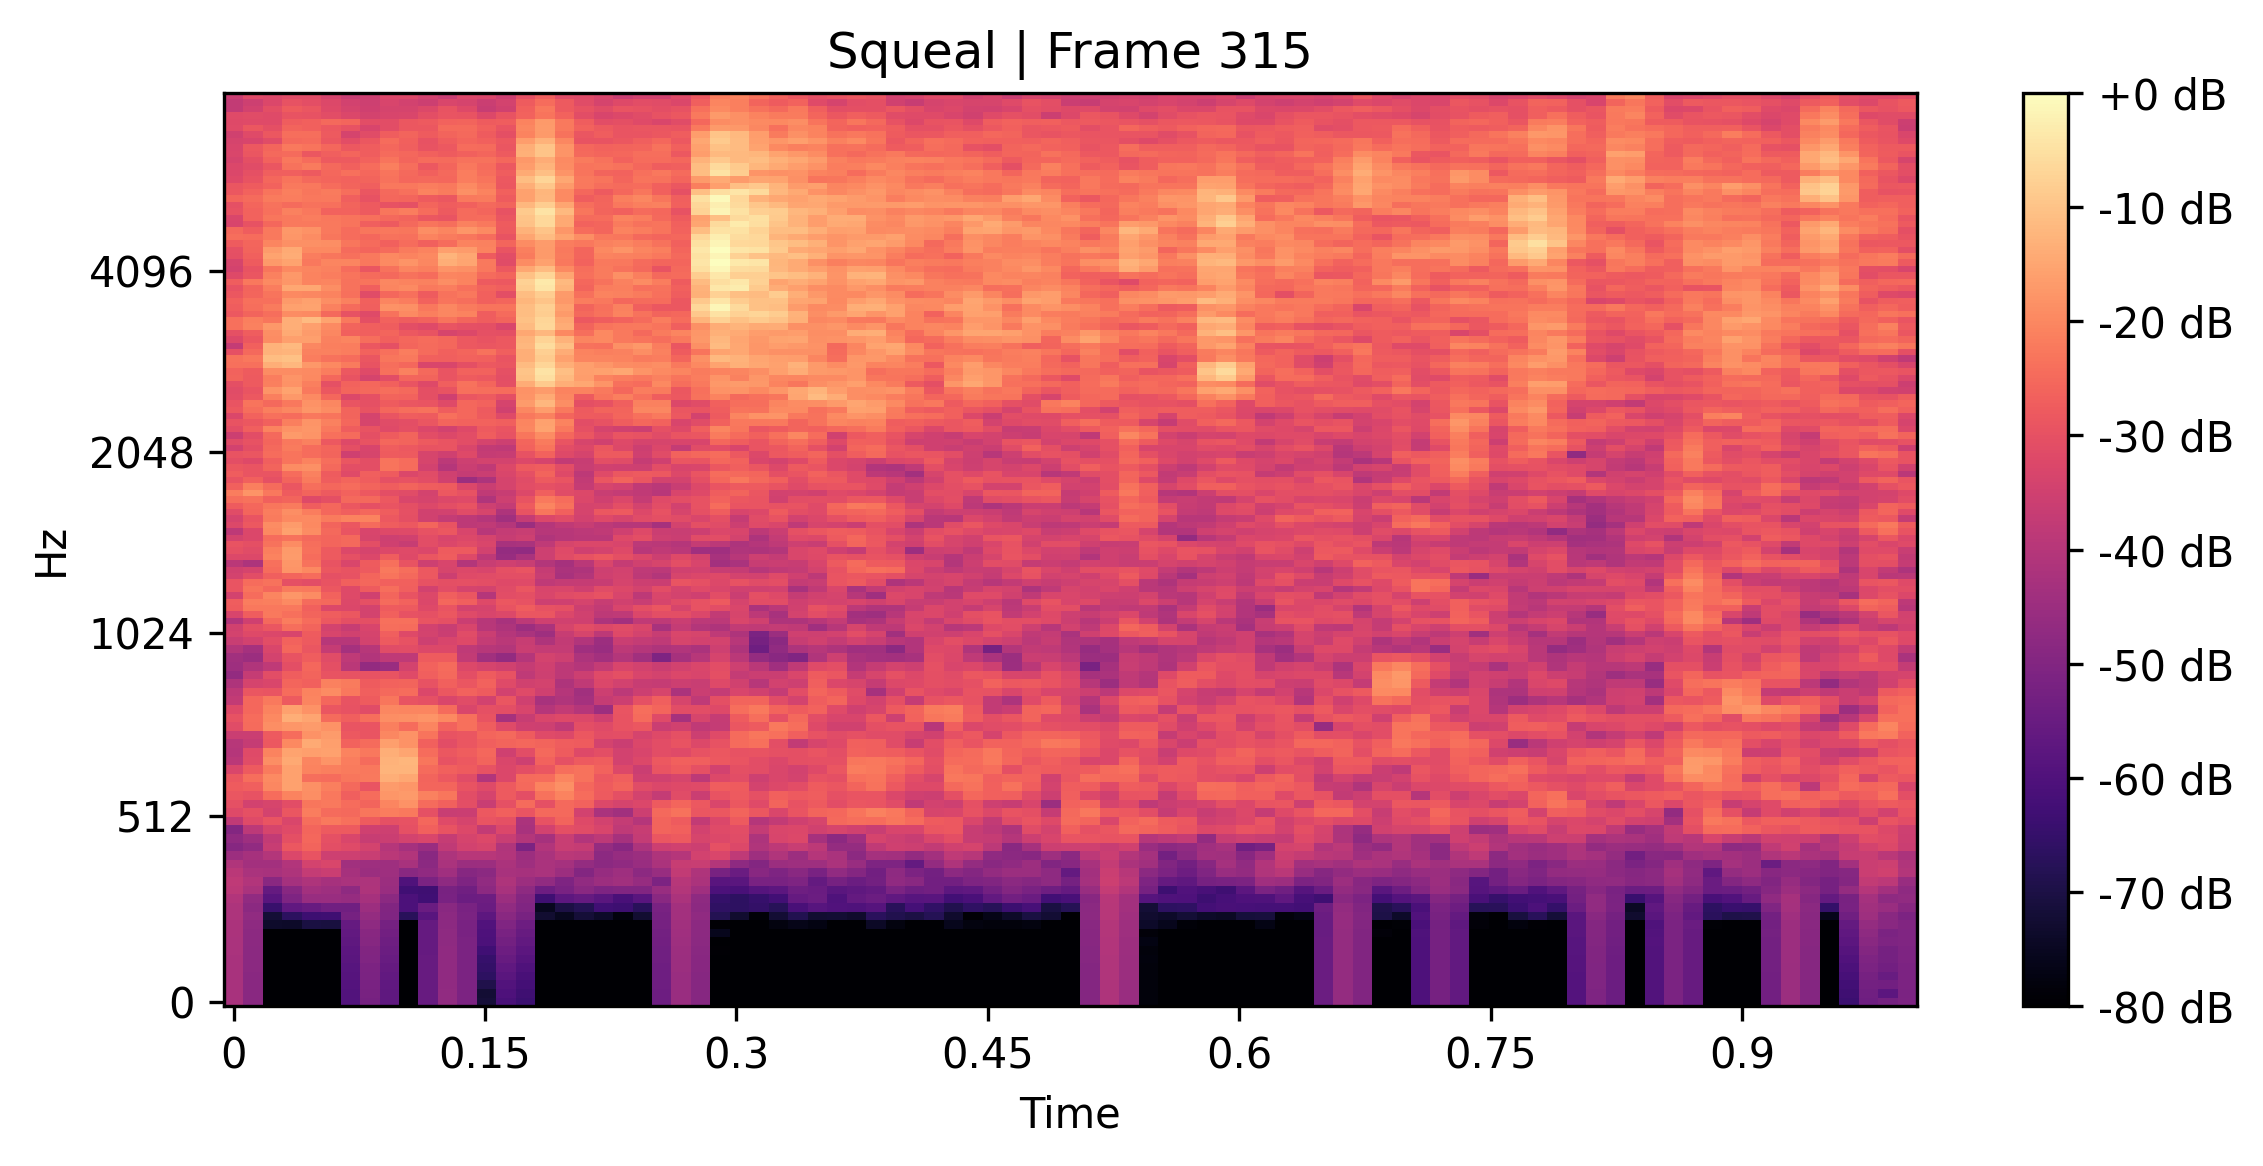 Squeal | Frame 315
Hz
4096
2048
1024
512
0
0 0.15 0.3 0.45 0.6 0.75 0.9
Time
+0 dB
-10 dB
-20 dB
-30 dB
-40 dB
-50 dB
-60 dB
-70 dB
-80 dB